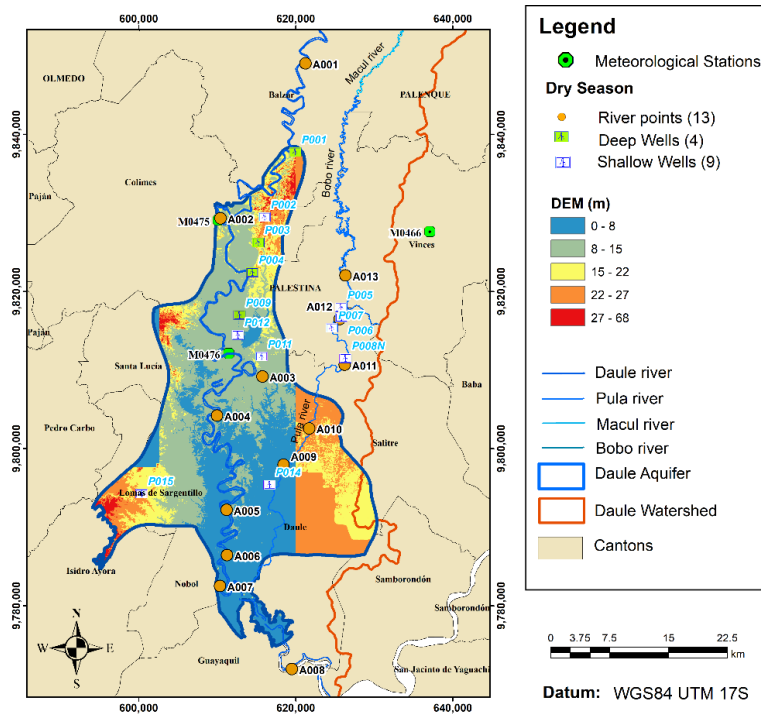 600,000
620,000
640,000
9,840,000
9,820,000
9,800,000
9,780,000
9,840,000
9,820,000
9,800,000
9,780,000
600,000
620,000
640,000
A001
Macul river
OLMEDO
Balzar
PALENQUE
P001
Bobo river
Colimes
Paján
P002
M0475
A002
P003
M0466
Vinces
P004
A013
PALESTINA
P005
P009
A012
P007
P012
P006
Paján
P011
P008N
M0476
Santa Lucia
A003
A011
Baba
Pedro Carbo
A004
Pula river
A010
Salitre
A009
P014
P015
Lomas de Sargentillo
A005
Daule
A006
Isidro Ayora
Nobol
A007
Samborondón
Samborondón
N
W
E
S
Guayaquil
A008
San Jacinto de Yaguachi
Legend
Meteorological Stations
Dry Season
River points (13)
Deep Wells (4)
Shallow Wells (9)
DEM (m)
0 - 8
8 - 15
15 - 22
22 - 27
27 - 68
Daule river
Pula river
Macul river
Bobo river
Daule Aquifer
Daule Watershed
Cantons
0 3.75 7.5 15 22.5
km
Datum: WGS84 UTM 17S